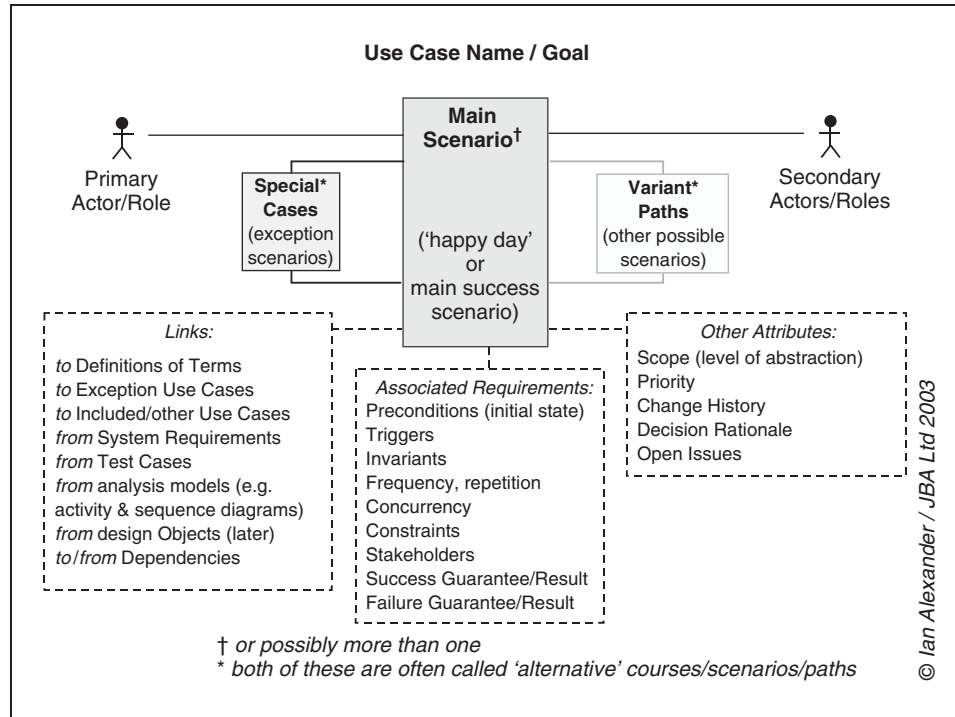 Use Case Name / Goal
Main
Scenario†
Primary
Actor/Role
Special*
Cases
(exception
scenarios)
('happy day'
or
main success
scenario)
Variant*
Paths
(other possible
scenarios)
Secondary
Actors/Roles
Links:
to Definitions of Terms
to Exception Use Cases
to Included/other Use Cases
from System Requirements
from Test Cases
from analysis models (e.g.
activity & sequence diagrams)
from design Objects (later)
to/from Dependencies
Associated Requirements:
Preconditions (initial state)
Triggers
Invariants
Frequency, repetition
Concurrency
Constraints
Stakeholders
Success Guarantee/Result
Failure Guarantee/Result
Other Attributes:
Scope (level of abstraction)
Priority
Change History
Decision Rationale
Open Issues
© Ian Alexander / JBA Ltd 2003
† or possibly more than one
* both of these are often called 'alternative' courses/scenarios/paths